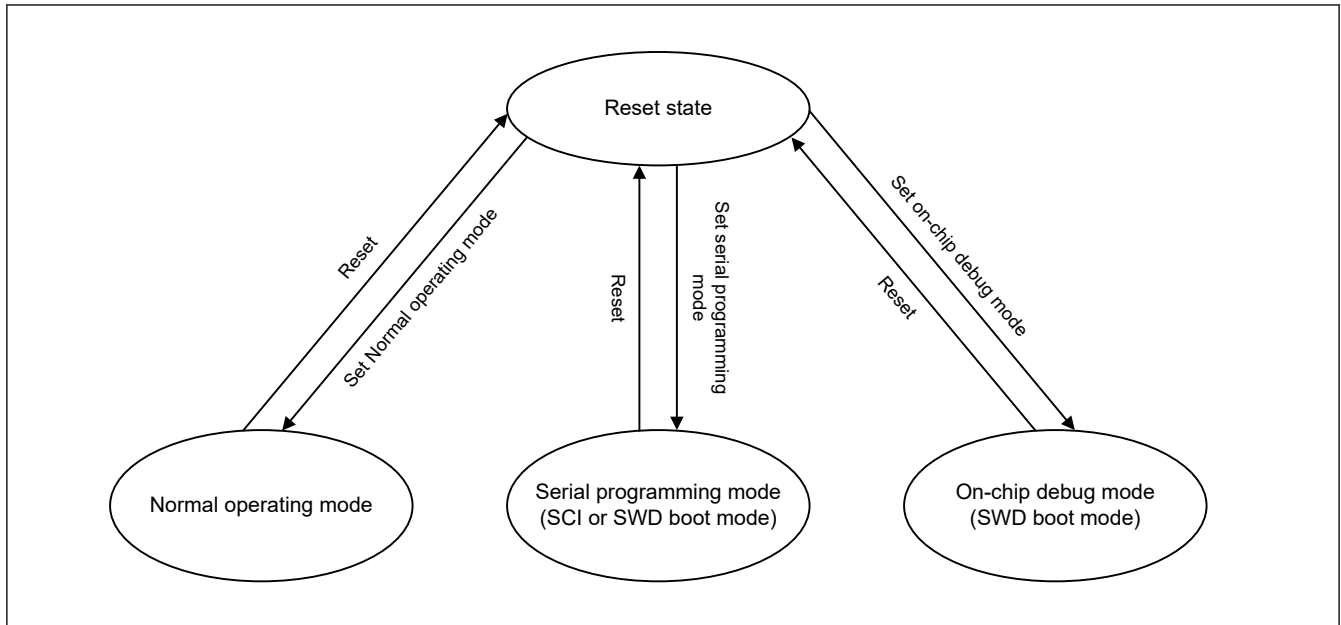 Reset state
Reset
Set Normal operating mode
Reset
Set serial programming
mode
Reset
Set on-chip debug mode
Normal operating mode
Serial programming mode
(SCI or SWD boot mode)
On-chip debug mode
(SWD boot mode)